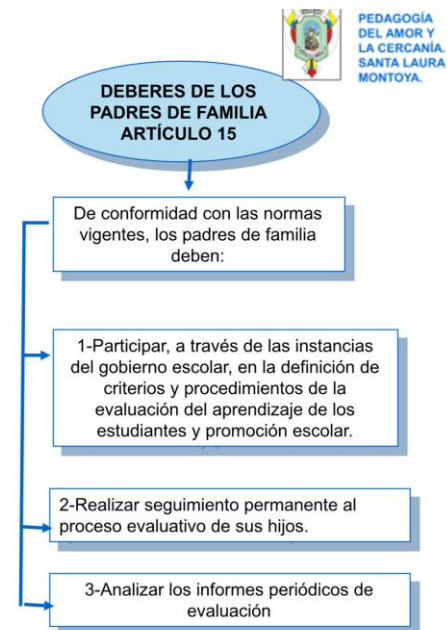 PEDAGOGÍA
DEL AMOR Y
LA CERCANÍA.
SANTA LAURA
MONTOYA.
DEBERES DE LOS
PADRES DE FAMILIA
ARTÍCULO 15
De conformidad con las normas
vigentes, los padres de familia
deben:
1-Participar, a través de las instancias
del gobierno escolar, en la definición de
criterios y procedimientos de la
evaluación del aprendizaje de los
estudiantes y promoción escolar.
2-Realizar seguimiento permanente al
proceso evaluativo de sus hijos.
3-Analizar los informes periódicos de
evaluación